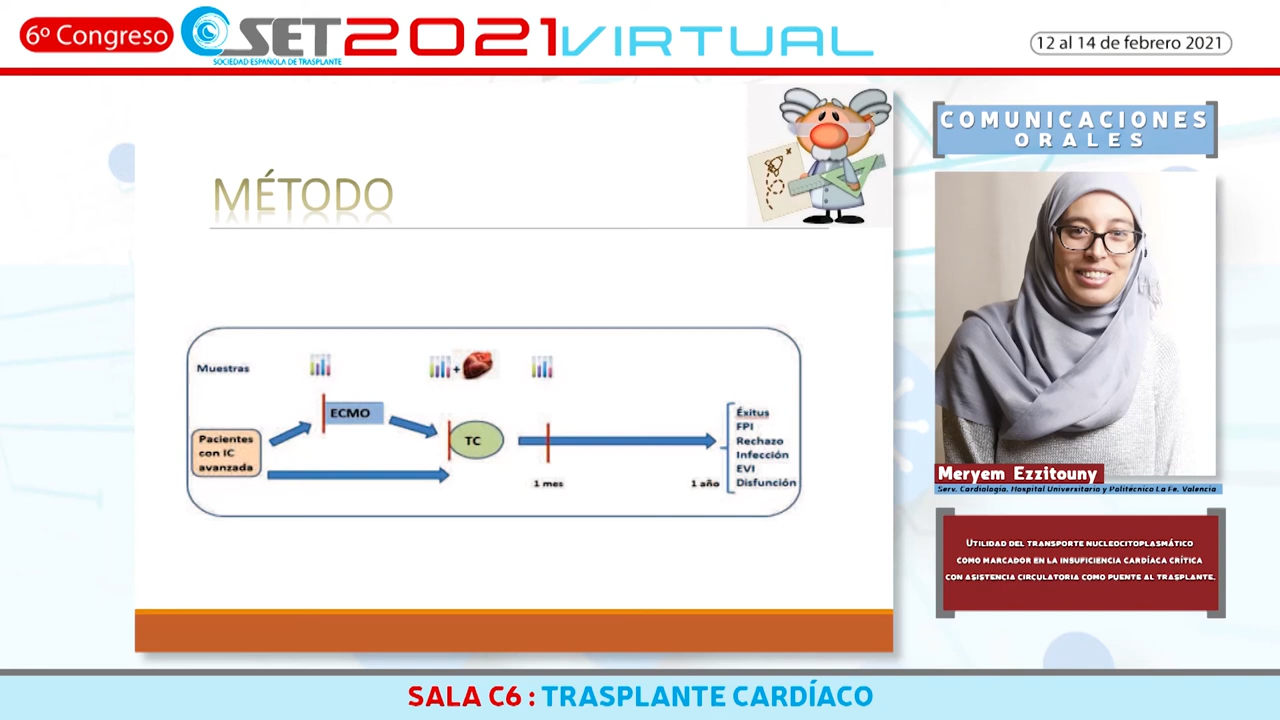 6º Congreso
SET 2021 VIRTUAL
SOCIEDAD ESPAÑOLA DE TRASPLANTE
12 al 14 de febrero 2021
MÉTODO
Muestras
+
ECMO
Pacientes
con IC
avanzada
TC
1 mes
1 año
Éxitus
FPI
Rechazo
Infección
EVI
Disfunción
COMUNICACIONES
ORALES
Meryem Ezzitouny
Serv. Cardiología. Hospital Universitario y Politécnico La Fe. Valencia
UTILIDAD DEL TRANSPORTE NUCLEOCITOPLASMÁTICO
COMO MARCADOR EN LA INSUFICIENCIA CARDÍACA CRÍTICA
CON ASISTENCIA CIRCULATORIA COMO PUENTE AL TRASPLANTE.
SALA C6 : TRASPLANTE CARDÍACO